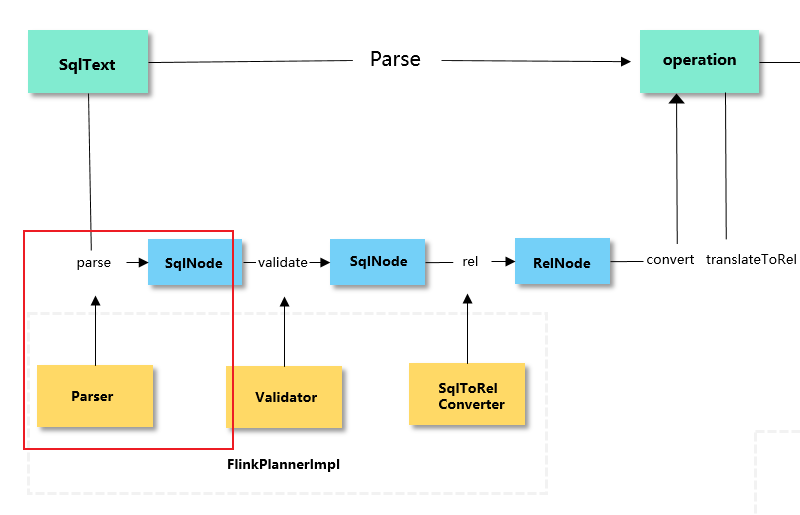 SqlText
Parse
operation
parse
SqlNode
validate
SqlNode
rel
RelNode
convert
translateToRel
Parser
Validator
SqlToRel
Converter
FlinkPlannerImpl